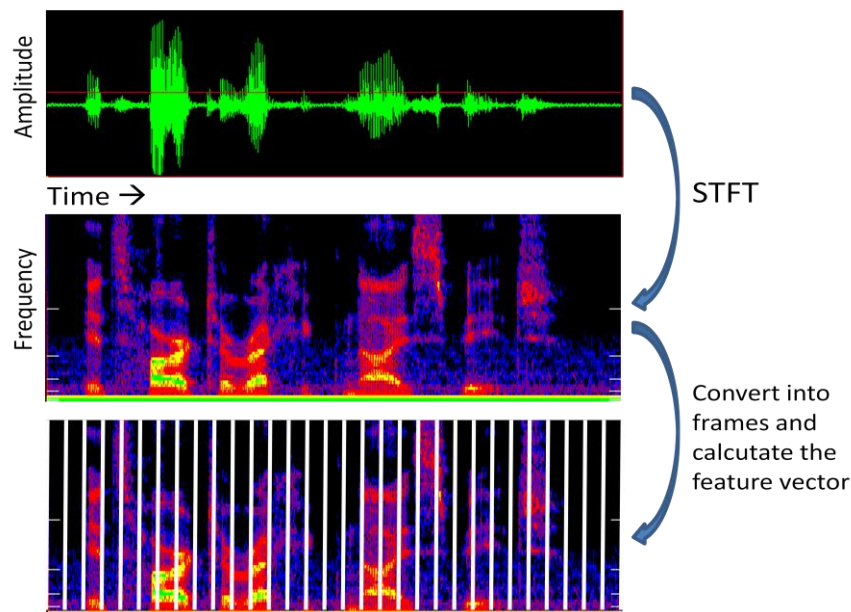 Amplitude
Time →
STFT
Frequency
Convert into
frames and
calcutate the
feature vector